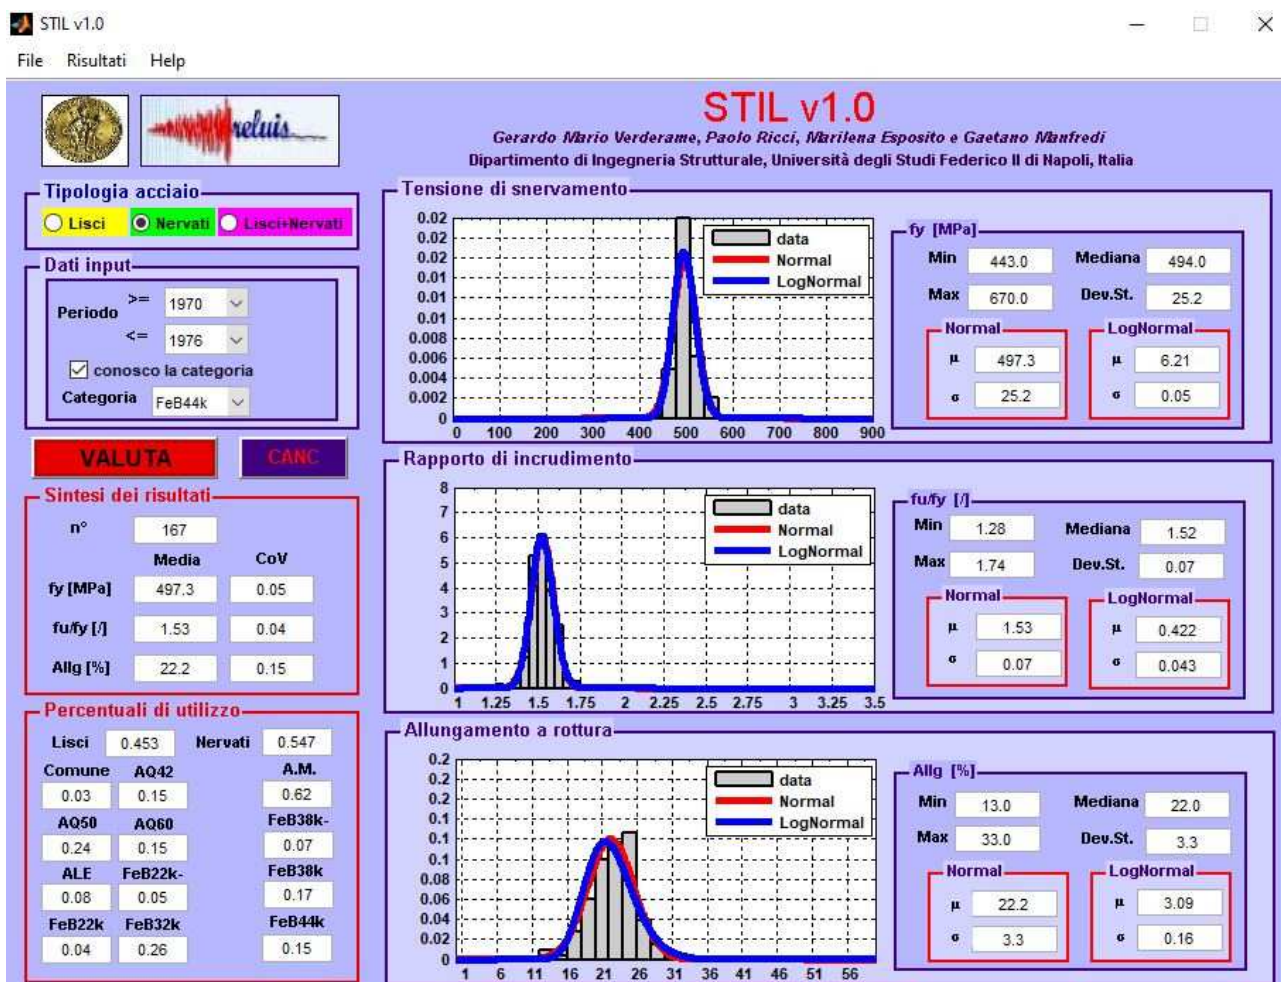 STIL v1.0
File Risultati Help
reluis
STIL v1.0
Gerardo Mario Verderame, Paolo Ricci, Marilena Esposito e Gaetano Manfredi
Dipartimento di Ingegneria Strutturale, Università degli Studi Federico II di Napoli, Italia
Tipologia acciaio
Lisci Nervati Lisci+Nervati
Dati input
Periodo >= 1970
<= 1976
conosco la categoria
Categoria FeB44k
VALUTA CANC
Sintesi dei risultati
n° 167
Media CoV
fy [MPa] 497.3 0.05
fu/fy [/] 1.53 0.04
Allg [%] 22.2 0.15
Percentuali di utilizzo
Lisci 0.453 Nervati 0.547
Comune AQ42 A.M.
0.03 0.15 0.62
AQ50 AQ60 FeB38k-
0.24 0.15 0.07
ALE FeB22k- FeB38k
0.08 0.05 0.17
FeB22k FeB32k FeB44k
0.04 0.26 0.15
Tensione di snervamento
0.02
0.02
0.02
0.01
0.01
0.01
0.008
0.006
0.004
0.002
0
0 100 200 300 400 500 600 700 800 900
data
Normal
LogNormal
fy [MPa]
Min 443.0 Mediana 494.0
Max 670.0 Dev.St. 25.2
Normal LogNormal
μ 497.3 μ 6.21
σ 25.2 σ 0.05
Rapporto di incrudimento
8
7
6
5
4
3
2
1
0
1 1.25 1.5 1.75 2 2.25 2.5 2.75 3 3.25 3.5
data
Normal
LogNormal
fu/fy [/]
Min 1.28 Mediana 1.52
Max 1.74 Dev.St. 0.07
Normal LogNormal
μ 1.53 μ 0.422
σ 0.07 σ 0.043
Allungamento a rottura
0.2
0.2
0.2
0.1
0.1
0.1
0.08
0.06
0.04
0.02
0
1 6 11 16 21 26 31 36 41 46 51 56
data
Normal
LogNormal
Allg [%]
Min 13.0 Mediana 22.0
Max 33.0 Dev.St. 3.3
Normal LogNormal
μ 22.2 μ 3.09
σ 3.3 σ 0.16